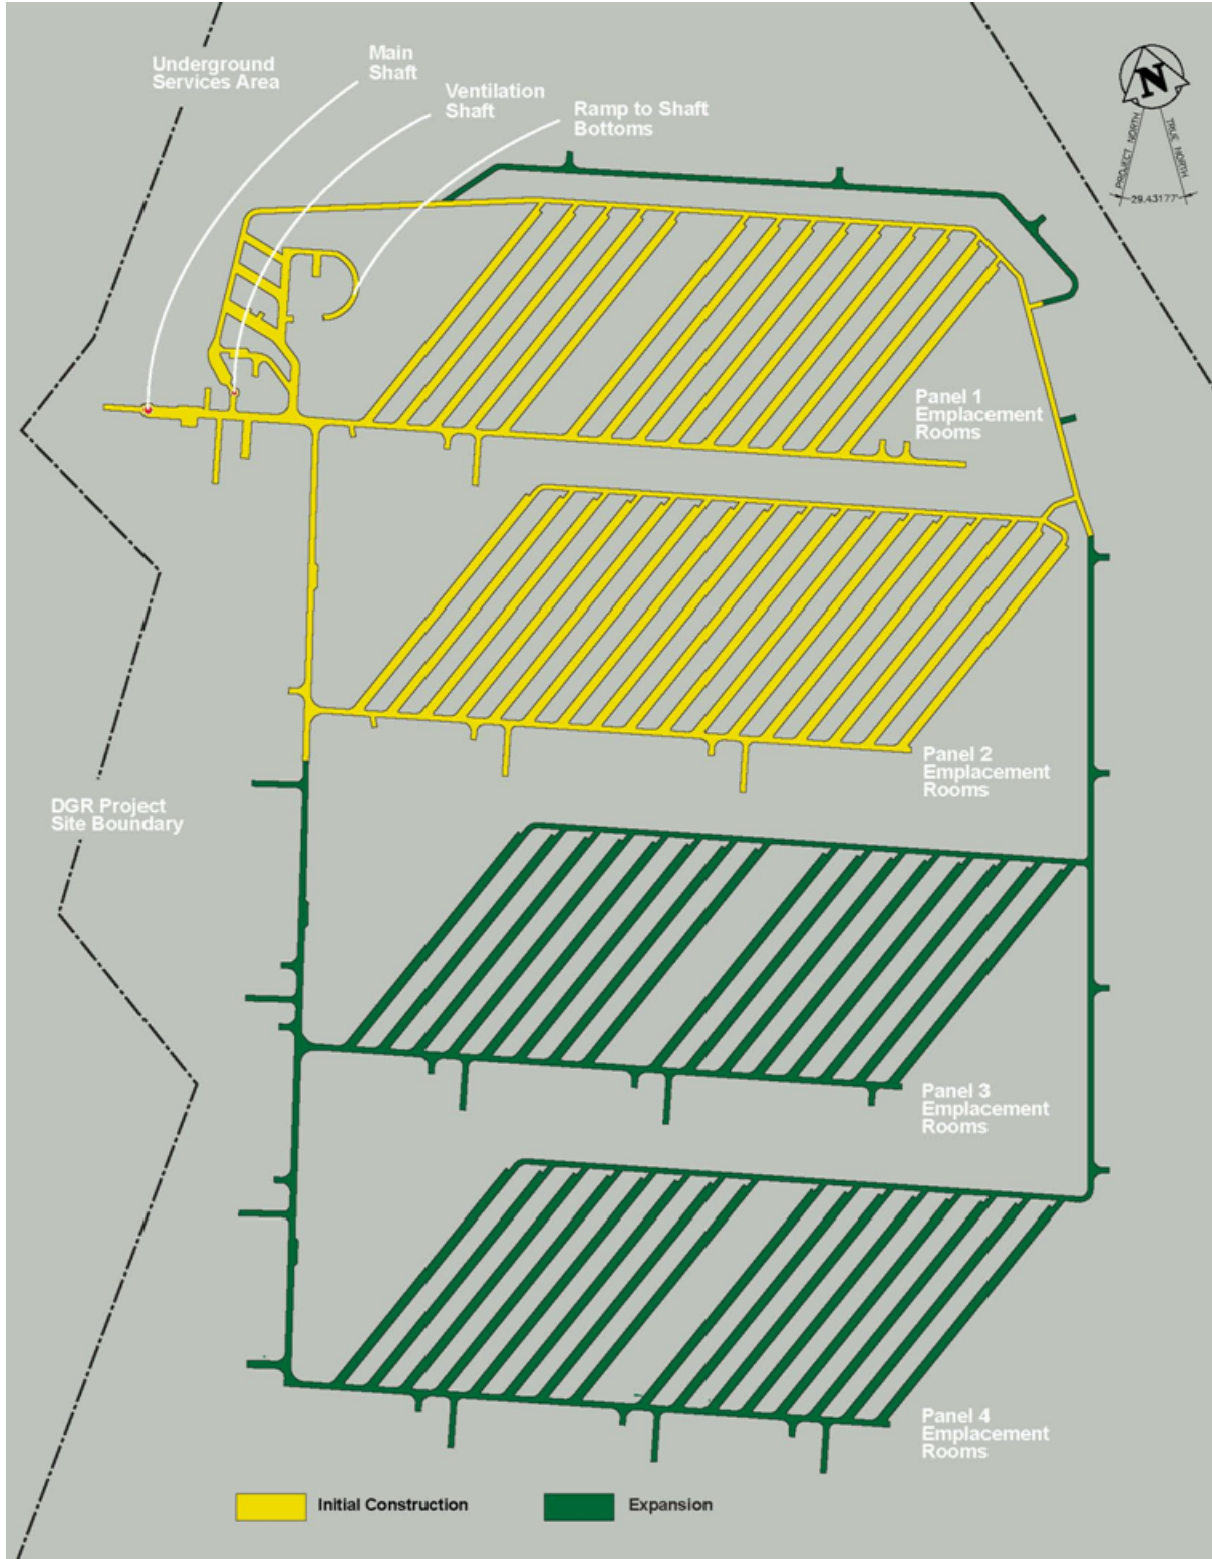 Underground
Services Area
Main
Shaft
Ventilation
Shaft
Ramp to Shaft
Bottoms
N
PROJECT NORTH
TRUE NORTH
29.43177°
Panel 1
Emplacement
Rooms
Panel 2
Emplacement
Rooms
DGR Project
Site Boundary
Panel 3
Emplacement
Rooms
Panel 4
Emplacement
Rooms
Initial Construction
Expansion